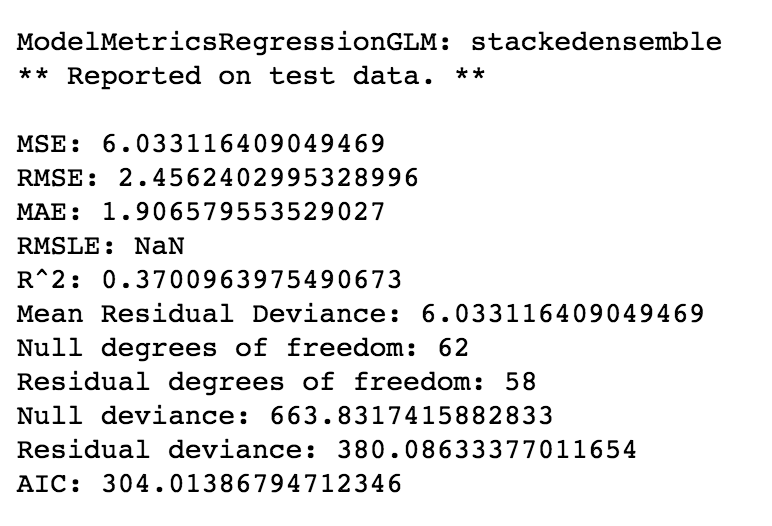 ModelMetricsRegressionGLM: stackedensemble
** Reported on test data. **
MSE: 6.033116409049469
RMSE: 2.4562402995328996
MAE: 1.906579553529027
RMSLE: NaN
R^2: 0.3700963975490673
Mean Residual Deviance: 6.033116409049469
Null degrees of freedom: 62
Residual degrees of freedom: 58
Null deviance: 663.8317415882833
Residual deviance: 380.08633377011654
AIC: 304.01386794712346